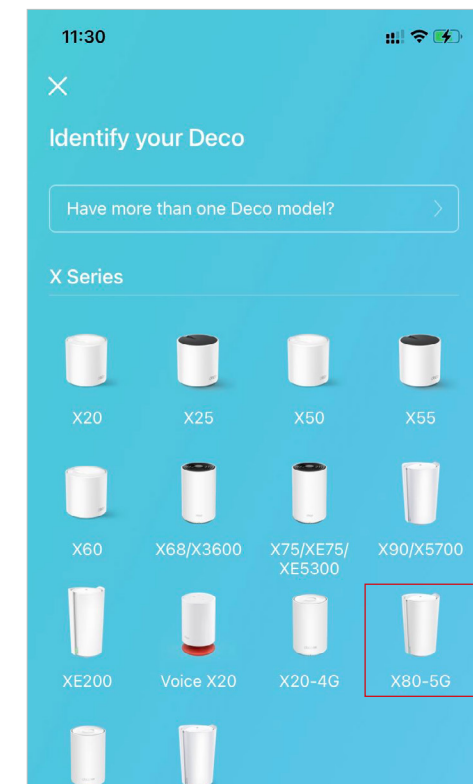 11:30
Identify your Deco
Have more than one Deco model?
X Series
X20 X25 X50 X55
X60 X68/X3600 X75/XE75/ X90/X5700
XE5300
XE200 Voice X20 X20-4G X80-5G